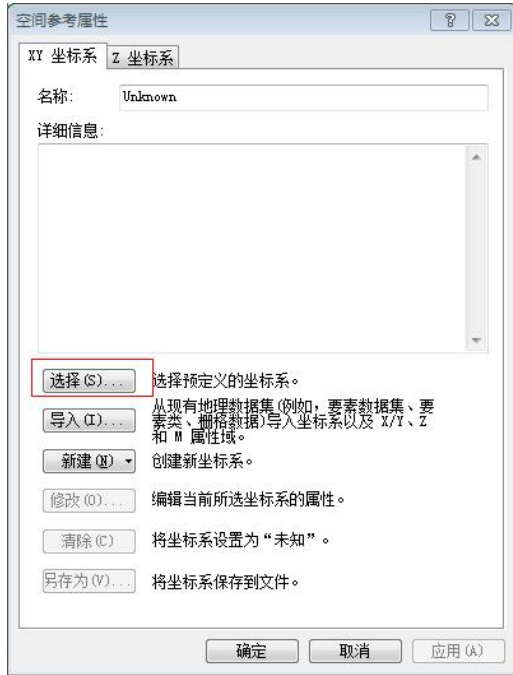 空间参考属性
XY 坐标系 Z 坐标系
名称: Unknown
详细信息:
选择(S)... 选择预定义的坐标系。
导入(I)... 从现有地理数据集(例如，要素数据集、要
素类、栅格数据)导入坐标系以及 X/Y、Z
和 M 属性域。
新建(N) 创建新坐标系。
修改(O)... 编辑当前所选坐标系的属性。
清除(C) 将坐标系设置为“未知”。
另存为(V)... 将坐标系保存到文件。
确定 取消 应用(A)